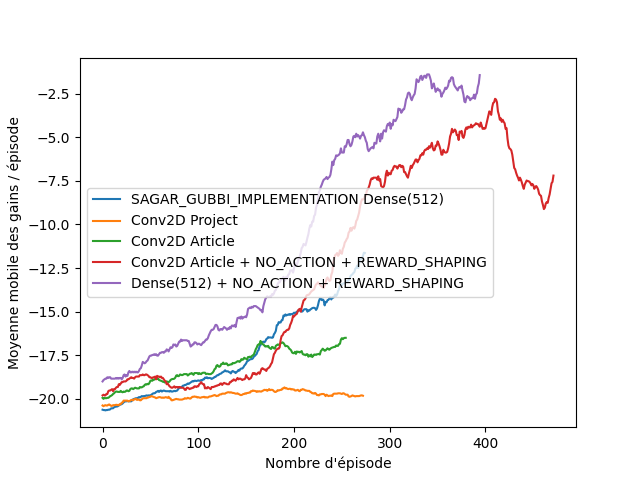 −2.5
−5.0
−7.5
−10.0
−12.5
−15.0
−17.5
−20.0
Moyenne mobile des gains / épisode
SAGAR_GUBBI_IMPLEMENTATION Dense(512)
Conv2D Project
Conv2D Article
Conv2D Article + NO_ACTION + REWARD_SHAPING
Dense(512) + NO_ACTION + REWARD_SHAPING
0 100 200 300 400
Nombre d'épisode